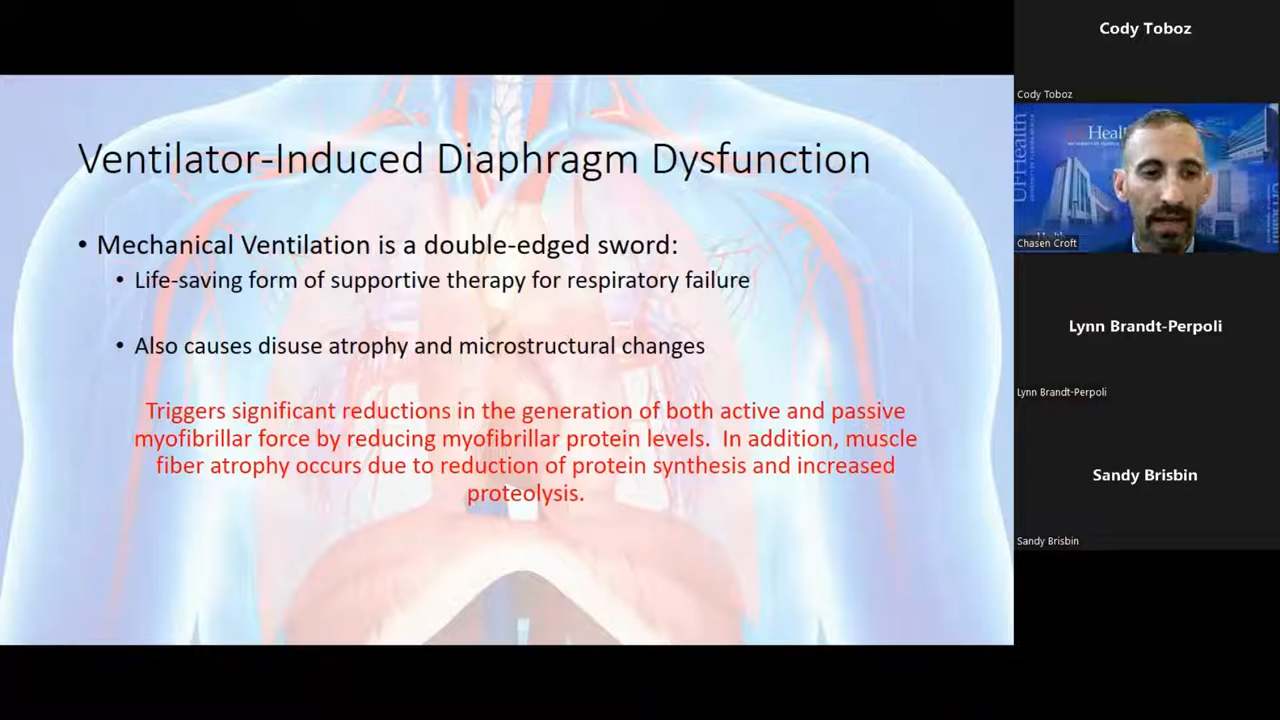 Ventilator-Induced Diaphragm Dysfunction
• Mechanical Ventilation is a double-edged sword:
• Life-saving form of supportive therapy for respiratory failure
• Also causes disuse atrophy and microstructural changes
Triggers significant reductions in the generation of both active and passive
myofibrillar force by reducing myofibrillar protein levels.  In addition, muscle
fiber atrophy occurs due to reduction of protein synthesis and increased
proteolysis.
Cody Toboz
Cody Toboz
UFHealth
Heal
Chasen Croft
Lynn Brandt-Perpoli
Lynn Brandt-Perpoli
Sandy Brisbin
Sandy Brisbin